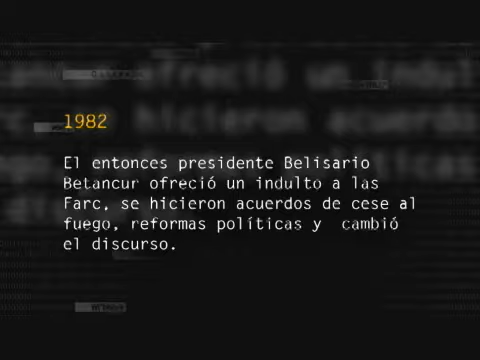 1982
El entonces presidente Belisario
Betancur ofreció un indulto a las
Farc, se hicieron acuerdos de cese al
fuego, reformas políticas y cambió
el discurso.